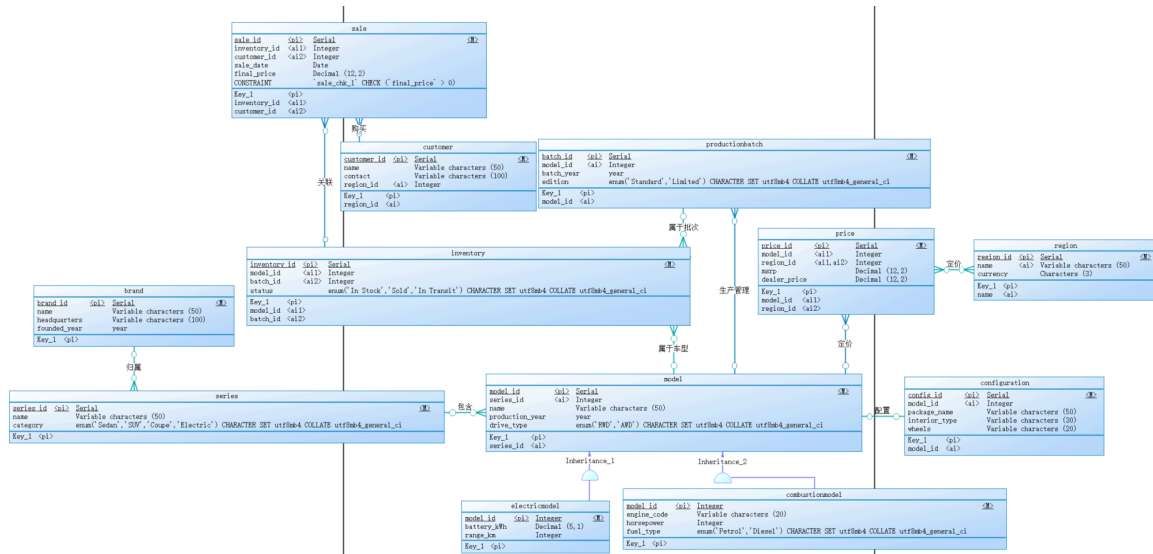 sale
sale_id <pi> Serial <M>
inventory_id <ai1> Integer
customer_id <ai2> Integer
sale_date Date
final_price Decimal (12,2)
CONSTRAINT `sale_chk_1` CHECK (`final_price` > 0)
Key_1 <pi>
inventory_id <ai1>
customer_id <ai2>
购买
关联
customer
customer_id <pi> Serial <M>
name Variable characters (50)
contact Variable characters (100)
region_id <ai> Integer
Key_1 <pi>
region_id <ai>
productionbatch
batch_id <pi> Serial <M>
model_id <ai> Integer
batch_year year
edition enum('Standard','Limited') CHARACTER SET utf8mb4 COLLATE utf8mb4_general_ci
Key_1 <pi>
model_id <ai>
属于批次
生产管理
inventory
inventory_id <pi> Serial <M>
model_id <ai1> Integer
batch_id <ai2> Integer
status enum('In Stock','Sold','In Transit') CHARACTER SET utf8mb4 COLLATE utf8mb4_general_ci
Key_1 <pi>
model_id <ai1>
batch_id <ai2>
属于车型
price
price_id <pi> Serial <M>
model_id <ai1> Integer
region_id <ai1,ai2> Integer
msrp Decimal (12,2)
dealer_price Decimal (12,2)
Key_1 <pi>
model_id <ai1>
region_id <ai2>
定价
定价
region
region_id <pi> Serial <M>
name <ai> Variable characters (50)
currency Characters (3)
Key_1 <pi>
name <ai>
brand
brand_id <pi> Serial <M>
name Variable characters (50)
headquarters Variable characters (100)
founded_year year
Key_1 <pi>
归属
series
series_id <pi> Serial <M>
name Variable characters (50)
category enum('Sedan','SUV','Coupe','Electric') CHARACTER SET utf8mb4 COLLATE utf8mb4_general_ci
Key_1 <pi>
包含
model
model_id <pi> Serial <M>
series_id <ai> Integer
name Variable characters (50)
production_year year
drive_type enum('RWD','AWD') CHARACTER SET utf8mb4 COLLATE utf8mb4_general_ci
Key_1 <pi>
series_id <ai>
配置
configuration
config_id <pi> Serial <M>
model_id <ai> Integer
package_name Variable characters (50)
interior_type Variable characters (30)
wheels Variable characters (20)
Key_1 <pi>
model_id <ai>
Inheritance_1
Inheritance_2
electricmodel
model_id <pi> Integer <M>
battery_kWh Decimal (5,1)
range_km Integer
Key_1 <pi>
combustionmodel
model_id <pi> Integer <M>
engine_code Variable characters (20)
horsepower Integer
fuel_type enum('Petrol','Diesel') CHARACTER SET utf8mb4 COLLATE utf8mb4_general_ci
Key_1 <pi>